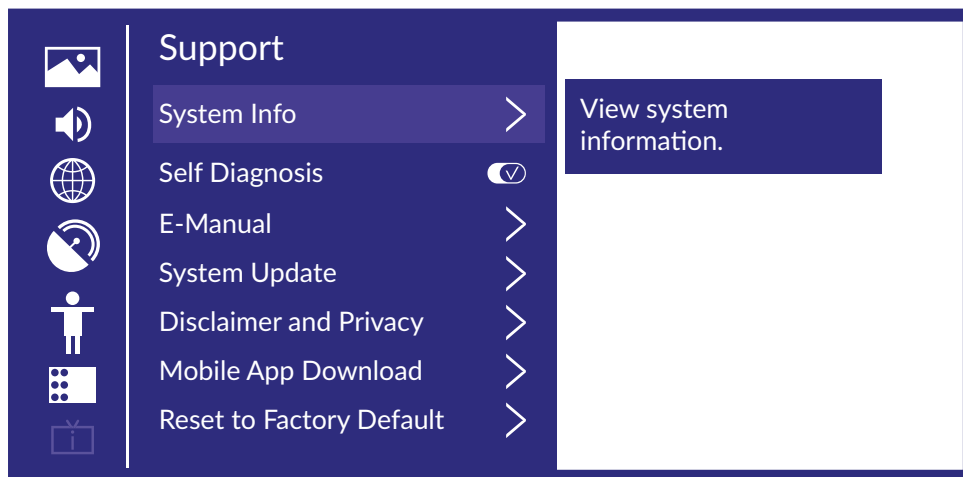 Support
System Info
View system
information.
Self Diagnosis
E-Manual
System Update
Disclaimer and Privacy
Mobile App Download
Reset to Factory Default
i